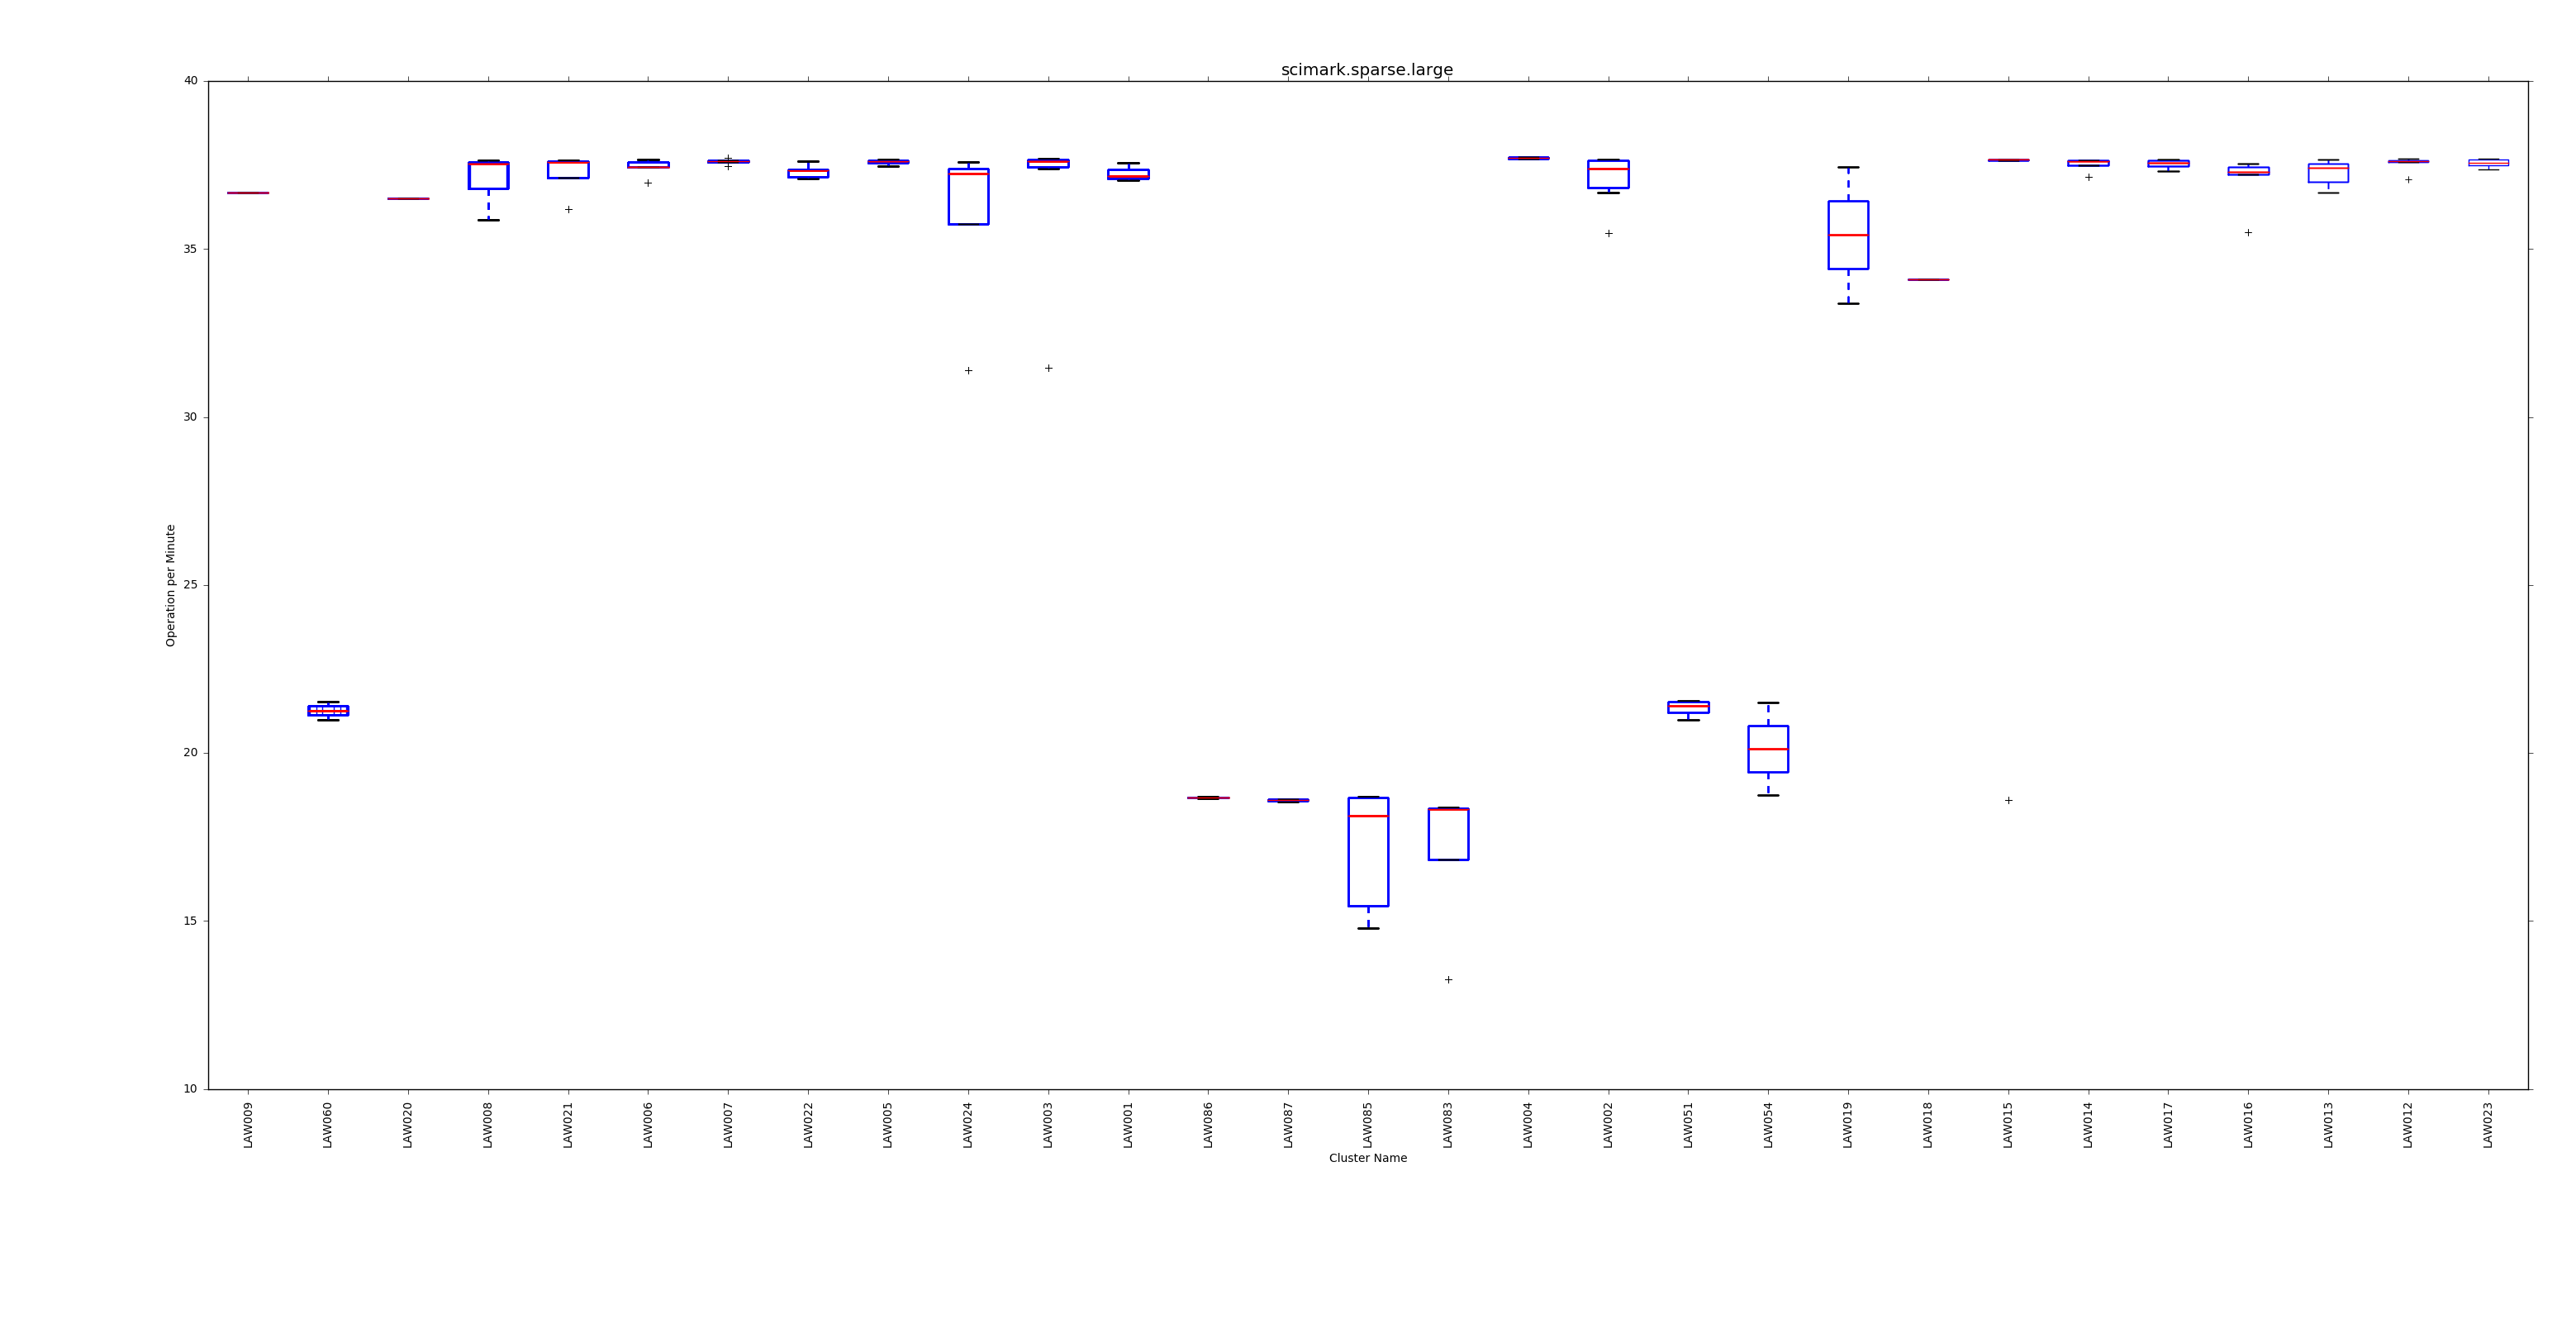 scimark.sparse.large
40
35
30
25
20
15
10
Operation per Minute
LAW009
LAW060
LAW020
LAW008
LAW021
LAW006
LAW007
LAW022
LAW005
LAW024
LAW003
LAW001
LAW086
LAW087
LAW085
LAW083
LAW004
LAW002
LAW051
LAW054
LAW019
LAW018
LAW015
LAW014
LAW017
LAW016
LAW013
LAW012
LAW023
Cluster Name